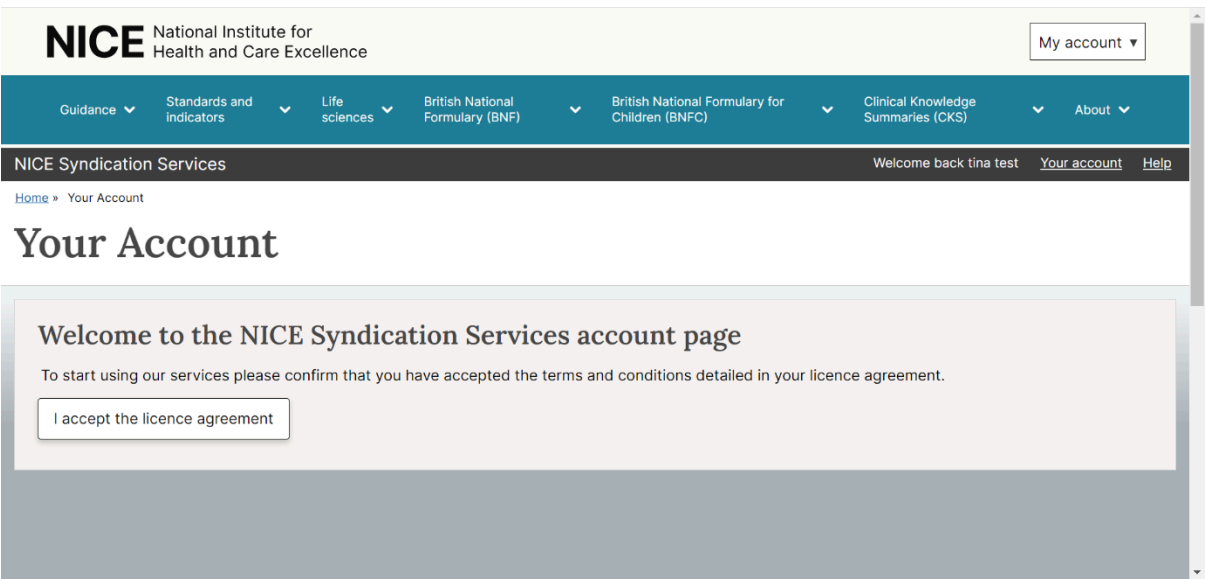 NICE National Institute for
Health and Care Excellence
My account ▼
Guidance
Standards and
indicators
Life
sciences
British National
Formulary (BNF)
British National Formulary for
Children (BNFC)
Clinical Knowledge
Summaries (CKS)
About
NICE Syndication Services
Welcome back tina test
Your account
Help
Home » Your Account
Your Account
Welcome to the NICE Syndication Services account page
To start using our services please confirm that you have accepted the terms and conditions detailed in your licence agreement.
I accept the licence agreement